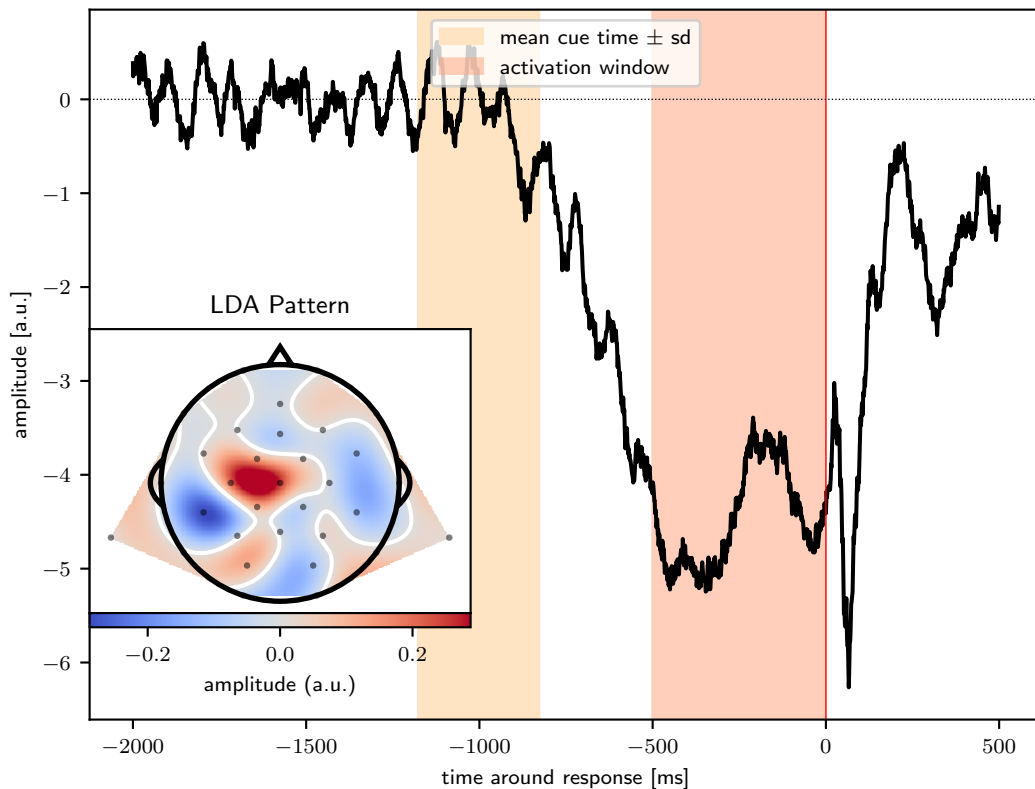 mean cue time ± sd
activation window
0
−1
−2
−3
−4
−5
−6
amplitude [a.u.]
LDA Pattern
−0.2
0.0
0.2
amplitude (a.u.)
−2000
−1500
−1000
−500
0
500
time around response [ms]